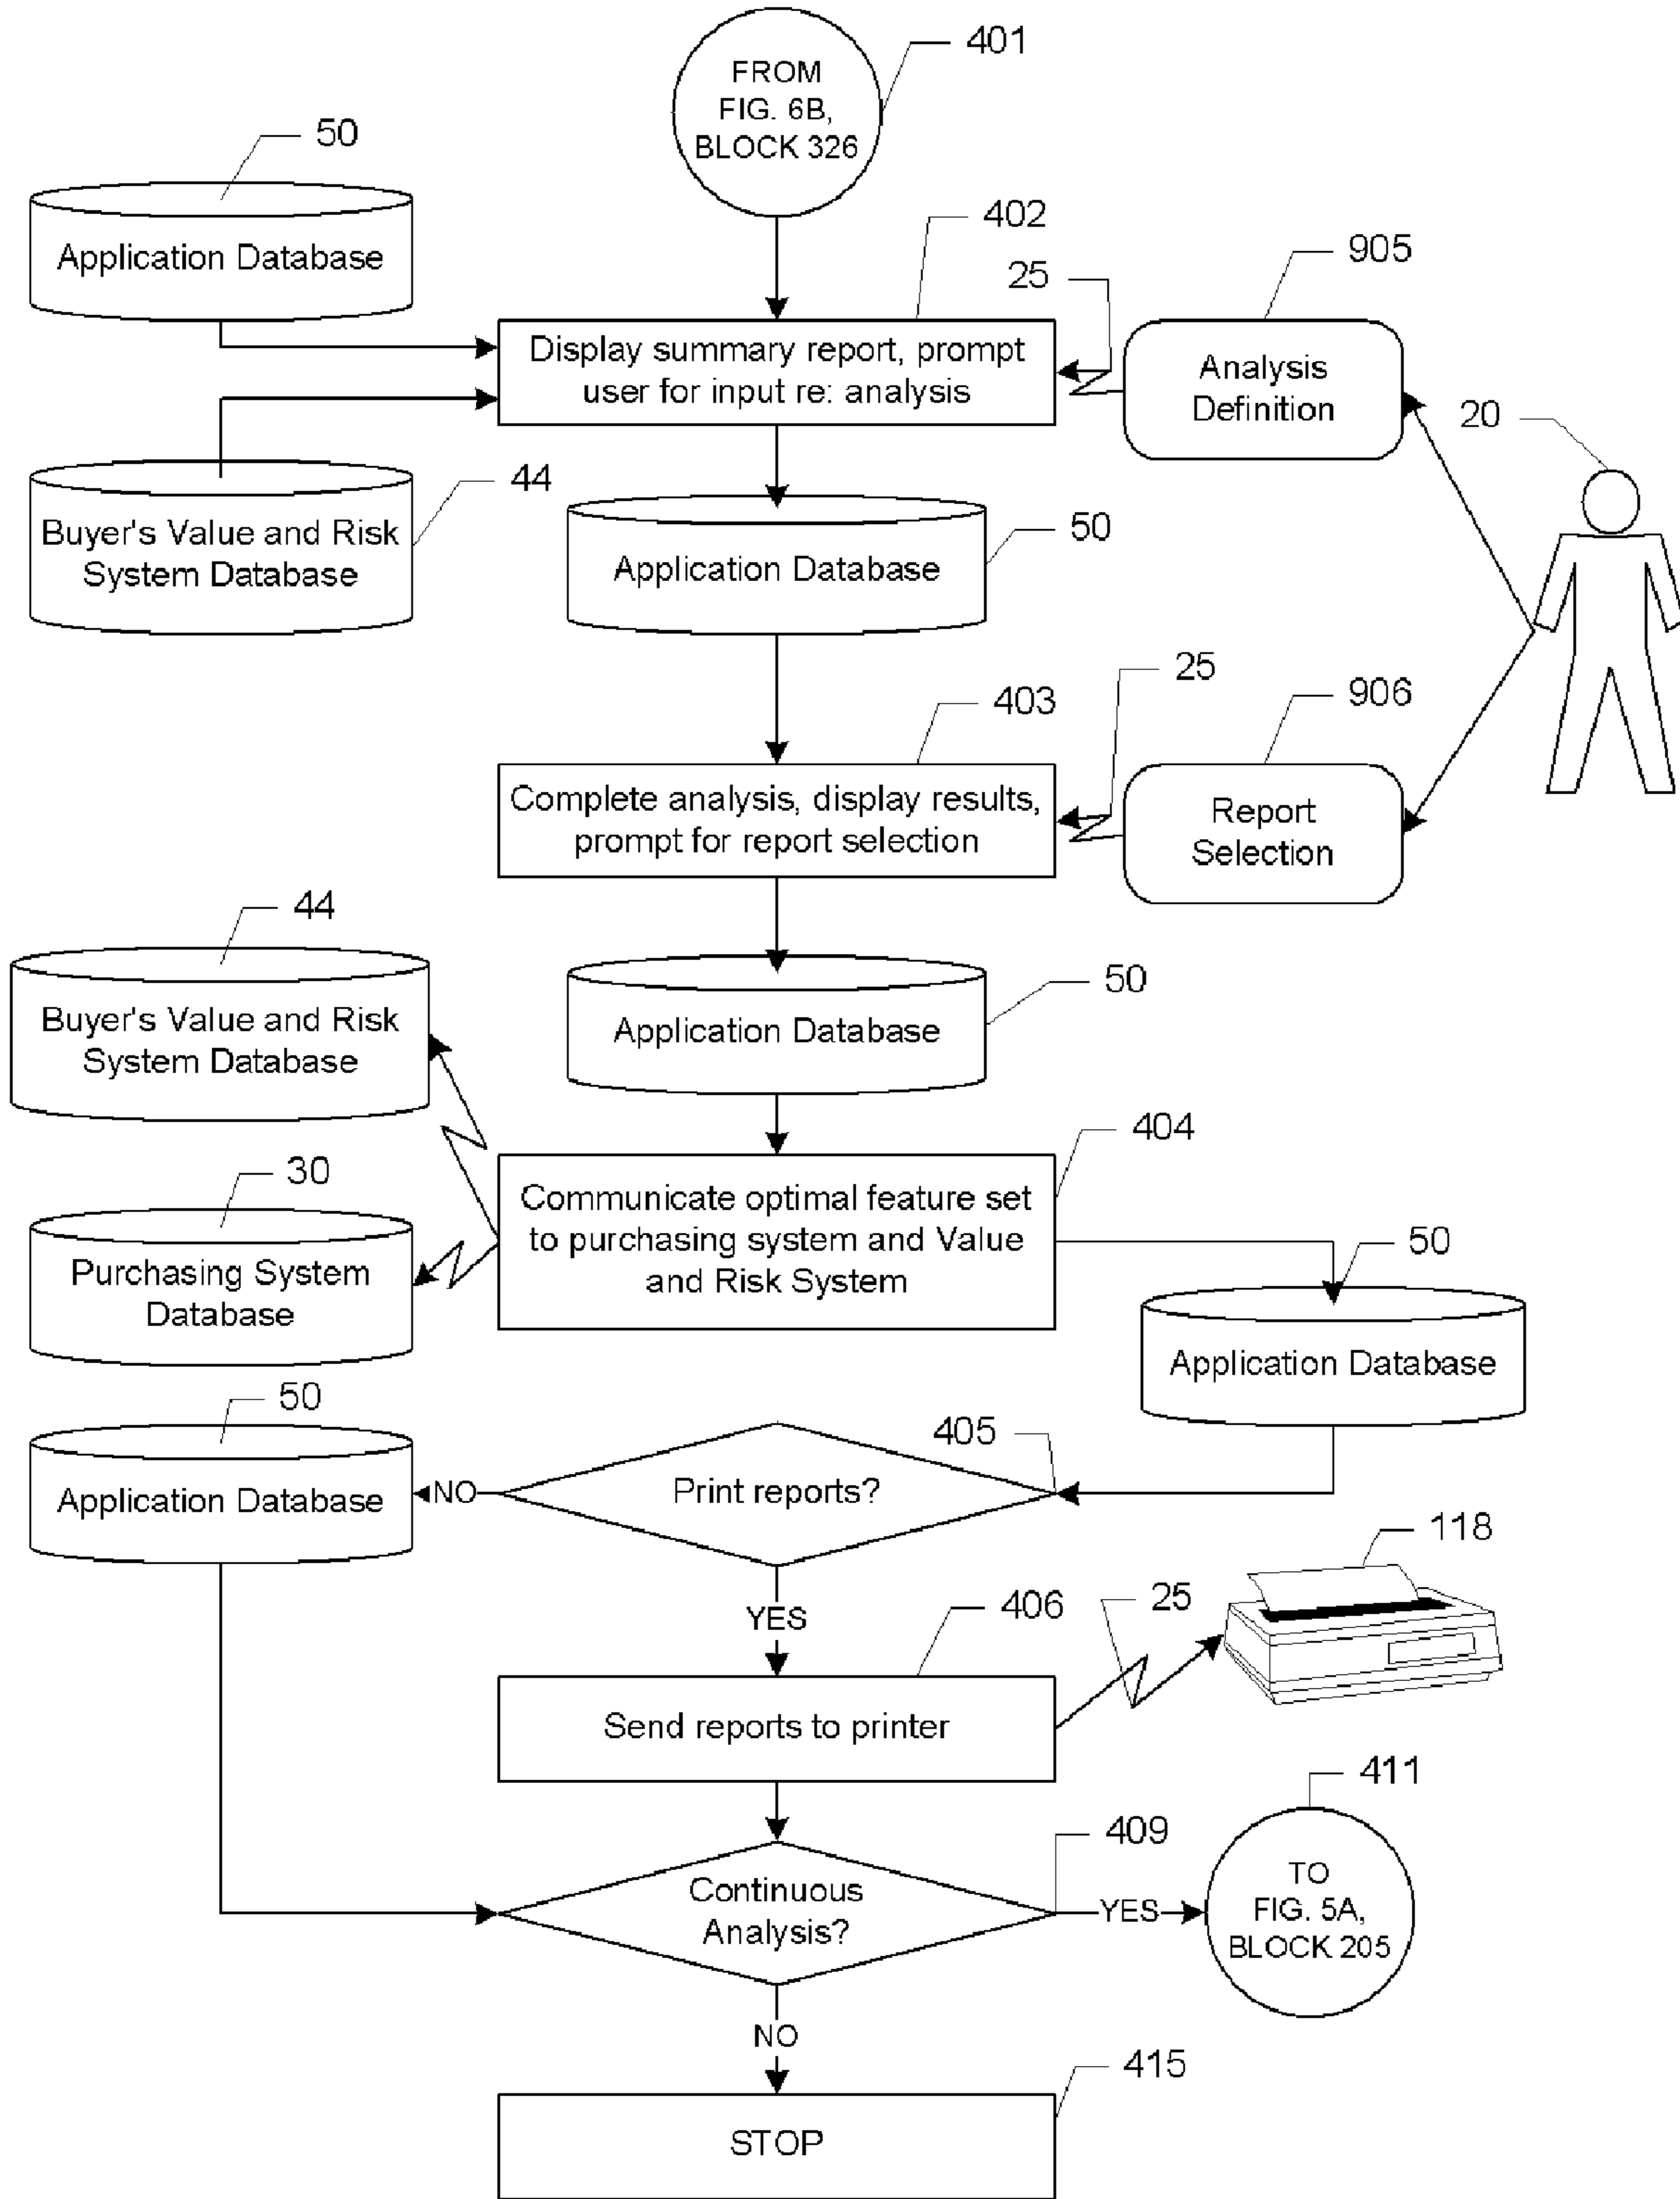 401
FROM
FIG. 6B,
BLOCK 326
50
Application Database
402
905
25
Display summary report, prompt
user for input re: analysis
Analysis
Definition
20
44
Buyer's Value and Risk
System Database
50
Application Database
25
403
906
Complete analysis, display results,
prompt for report selection
Report
Selection
44
Buyer's Value and Risk
System Database
50
Application Database
404
30
Communicate optimal feature set
to purchasing system and Value
and Risk System
Purchasing System
Database
50
Application Database
50
Application Database
405
Print reports?
NO
118
YES
406
25
Send reports to printer
411
409
Continuous
Analysis?
YES
TO
FIG. 5A,
BLOCK 205
NO
415
STOP